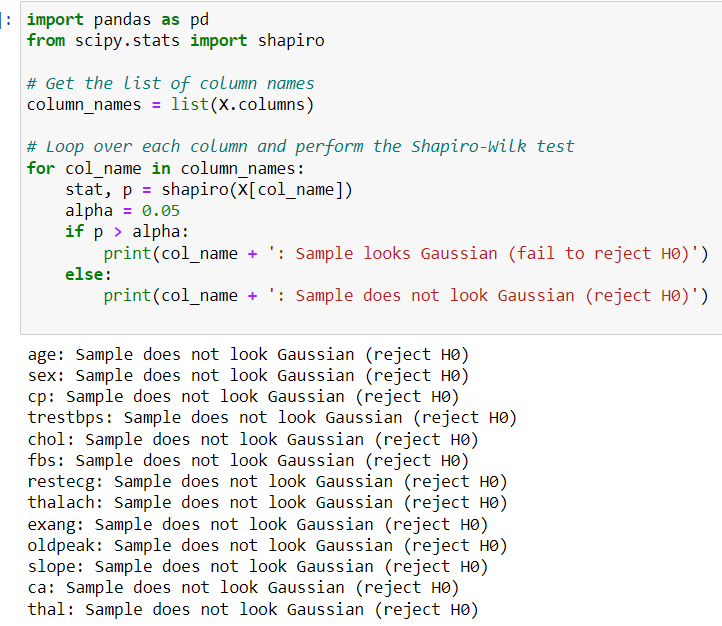 ]:
import pandas as pd
from scipy.stats import shapiro
# Get the list of column names
column_names = list(X.columns)
# Loop over each column and perform the Shapiro-Wilk test
for col_name in column_names:
    stat, p = shapiro(X[col_name])
    alpha = 0.05
    if p > alpha:
        print(col_name + ': Sample looks Gaussian (fail to reject H0)')
    else:
        print(col_name + ': Sample does not look Gaussian (reject H0)')
age: Sample does not look Gaussian (reject H0)
sex: Sample does not look Gaussian (reject H0)
cp: Sample does not look Gaussian (reject H0)
trestbps: Sample does not look Gaussian (reject H0)
chol: Sample does not look Gaussian (reject H0)
fbs: Sample does not look Gaussian (reject H0)
restecg: Sample does not look Gaussian (reject H0)
thalach: Sample does not look Gaussian (reject H0)
exang: Sample does not look Gaussian (reject H0)
oldpeak: Sample does not look Gaussian (reject H0)
slope: Sample does not look Gaussian (reject H0)
ca: Sample does not look Gaussian (reject H0)
thal: Sample does not look Gaussian (reject H0)